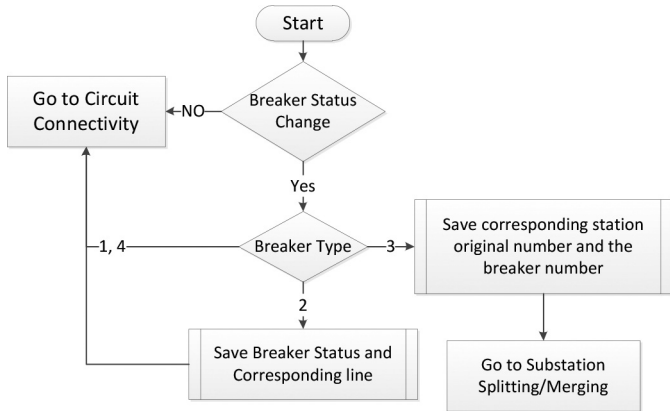 Start
Breaker Status
Change
NO
Go to Circuit
Connectivity
Yes
Breaker Type
1, 4
3
Save corresponding station
original number and the
breaker number
2
Save Breaker Status and
Corresponding line
Go to Substation
Splitting/Merging